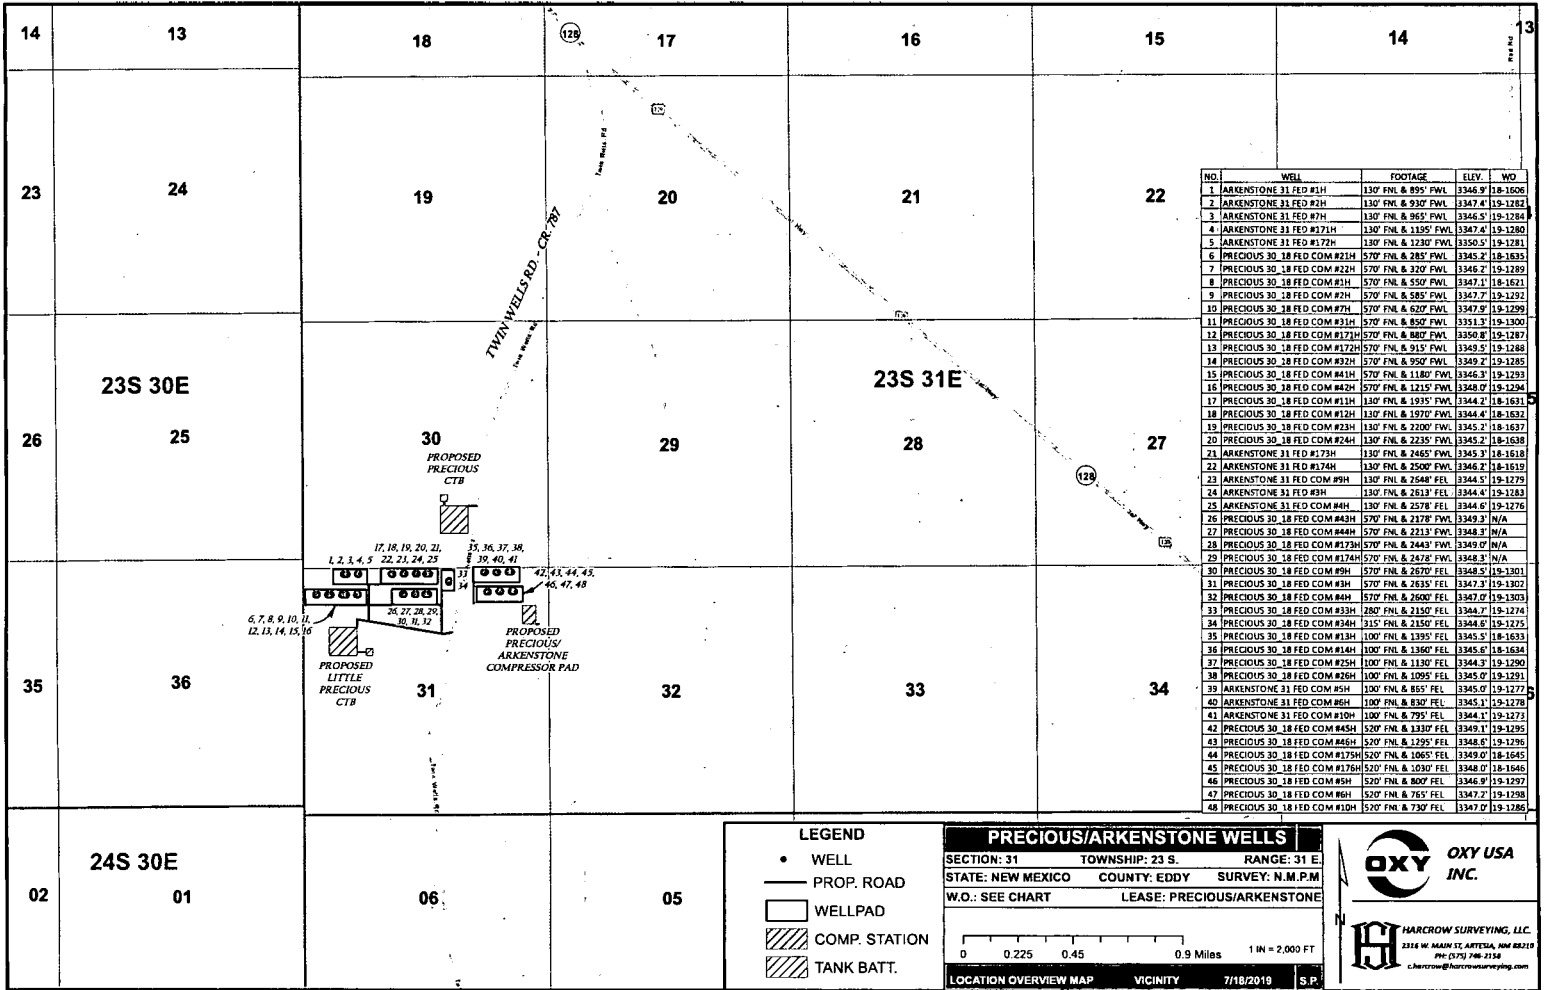 14
13
18
128
17
16
15
14
13
23
24
19
20
21
22
Twin Wells Rd
TWIN WELLS RD. - CR. 787
Twin Wells Rd
23S 30E
23S 31E
26
25
30
29
28
27
128
PROPOSED
PRECIOUS
CTB
1, 2, 3, 4, 5
17, 18, 19, 20, 21,
22, 23, 24, 25
35, 36, 37, 38,
39, 40, 41
33
34
42, 43, 44, 45,
46, 47, 48
6, 7, 8, 9, 10, 11,
12, 13, 14, 15, 16
26, 27, 28, 29,
30, 31, 32
PROPOSED
PRECIOUS/
ARKENSTONE
COMPRESSOR PAD
PROPOSED
LITTLE
PRECIOUS
CTB
35
36
31
32
33
34
24S 30E
02
01
06
05
NO. WELL FOOTAGE ELEV. WO
1 ARKENSTONE 31 FED #1H 130' FNL & 895' FWL 3346.9' 18-1606
2 ARKENSTONE 31 FED #2H 130' FNL & 930' FWL 3347.4' 19-1282
3 ARKENSTONE 31 FED #7H 130' FNL & 965' FWL 3346.5' 19-1284
4 ARKENSTONE 31 FED #171H 130' FNL & 1195' FWL 3347.4' 19-1280
5 ARKENSTONE 31 FED #172H 130' FNL & 1230' FWL 3350.5' 19-1281
6 PRECIOUS 30_18 FED COM #21H 570' FNL & 285' FWL 3345.2' 18-1635
7 PRECIOUS 30_18 FED COM #22H 570' FNL & 320' FWL 3346.2' 19-1289
8 PRECIOUS 30_18 FED COM #1H 570' FNL & 550' FWL 3347.1' 18-1621
9 PRECIOUS 30_18 FED COM #2H 570' FNL & 585' FWL 3347.7' 19-1292
10 PRECIOUS 30_18 FED COM #7H 570' FNL & 620' FWL 3347.9' 19-1299
11 PRECIOUS 30_18 FED COM #31H 570' FNL & 850' FWL 3351.3' 19-1300
12 PRECIOUS 30_18 FED COM #171H 570' FNL & 880' FWL 3350.8' 19-1287
13 PRECIOUS 30_18 FED COM #172H 570' FNL & 915' FWL 3349.5' 19-1288
14 PRECIOUS 30_18 FED COM #32H 570' FNL & 950' FWL 3349.2' 19-1285
15 PRECIOUS 30_18 FED COM #41H 570' FNL & 1180' FWL 3346.3' 19-1293
16 PRECIOUS 30_18 FED COM #42H 570' FNL & 1215' FWL 3348.0' 19-1294
17 PRECIOUS 30_18 FED COM #11H 130' FNL & 1935' FWL 3344.2' 18-1631
18 PRECIOUS 30_18 FED COM #12H 130' FNL & 1970' FWL 3344.4' 18-1632
19 PRECIOUS 30_18 FED COM #23H 130' FNL & 2200' FWL 3345.2' 18-1637
20 PRECIOUS 30_18 FED COM #24H 130' FNL & 2235' FWL 3345.2' 18-1638
21 ARKENSTONE 31 FED #173H 130' FNL & 2465' FWL 3345.3' 18-1618
22 ARKENSTONE 31 FED #174H 130' FNL & 2500' FWL 3346.2' 18-1619
23 ARKENSTONE 31 FED COM #9H 130' FNL & 2648' FEL 3344.5' 19-1279
24 ARKENSTONE 31 FED #3H 130' FNL & 2613' FEL 3344.4' 19-1283
25 ARKENSTONE 31 FED COM #4H 130' FNL & 2578' FEL 3344.6' 19-1276
26 PRECIOUS 30_18 FED COM #43H 570' FNL & 2178' FWL 3349.3' N/A
27 PRECIOUS 30_18 FED COM #44H 570' FNL & 2213' FWL 3348.3' N/A
28 PRECIOUS 30_18 FED COM #173H 570' FNL & 2443' FWL 3349.0' N/A
29 PRECIOUS 30_18 FED COM #174H 570' FNL & 2478' FWL 3348.3' N/A
30 PRECIOUS 30_18 FED COM #9H 570' FNL & 2670' FEL 3348.5' 19-1301
31 PRECIOUS 30_18 FED COM #3H 570' FNL & 2635' FEL 3347.3' 19-1302
32 PRECIOUS 30_18 FED COM #4H 570' FNL & 2600' FEL 3347.0' 19-1303
33 PRECIOUS 30_18 FED COM #33H 280' FNL & 2150' FEL 3344.7' 19-1274
34 PRECIOUS 30_18 FED COM #34H 315' FNL & 2150' FEL 3344.6' 19-1275
35 PRECIOUS 30_18 FED COM #13H 100' FNL & 1395' FEL 3345.5' 18-1633
36 PRECIOUS 30_18 FED COM #14H 100' FNL & 1360' FEL 3345.6' 18-1634
37 PRECIOUS 30_18 FED COM #25H 100' FNL & 1130' FEL 3344.3' 19-1290
38 PRECIOUS 30_18 FED COM #26H 100' FNL & 1095' FEL 3345.0' 19-1291
39 ARKENSTONE 31 FED COM #5H 100' FNL & 865' FEL 3345.0' 19-1277
40 ARKENSTONE 31 FED COM #6H 100' FNL & 830' FEL 3345.1' 19-1278
41 ARKENSTONE 31 FED COM #10H 100' FNL & 795' FEL 3344.1' 19-1273
42 PRECIOUS 30_18 FED COM #45H 520' FNL & 1330' FEL 3349.1' 19-1295
43 PRECIOUS 30_18 FED COM #46H 520' FNL & 1295' FEL 3348.6' 19-1296
44 PRECIOUS 30_18 FED COM #175H 520' FNL & 1065' FEL 3349.0' 18-1645
45 PRECIOUS 30_18 FED COM #176H 520' FNL & 1030' FEL 3348.0' 18-1646
46 PRECIOUS 30_18 FED COM #5H 520' FNL & 800' FEL 3346.9' 19-1297
47 PRECIOUS 30_18 FED COM #6H 520' FNL & 765' FEL 3347.2' 19-1298
48 PRECIOUS 30_18 FED COM #10H 520' FNL & 730' FEL 3347.0' 19-1286
LEGEND
WELL
PROP. ROAD
WELLPAD
COMP. STATION
TANK BATT.
PRECIOUS/ARKENSTONE WELLS
SECTION: 31 TOWNSHIP: 23 S. RANGE: 31 E.
STATE: NEW MEXICO COUNTY: EDDY SURVEY: N.M.P.M
W.O.: SEE CHART LEASE: PRECIOUS/ARKENSTONE
0 0.225 0.45 0.9 Miles 1 IN = 2,000 FT
LOCATION OVERVIEW MAP VICINITY 7/18/2019 S.P.
N
OXY
OXY USA
INC.
HARCROW SURVEYING, LLC.
2316 W. MAIN ST, ARTESIA, NM 88210
PH: (575) 746-2158
c.harcrow@harcrowsurveying.com